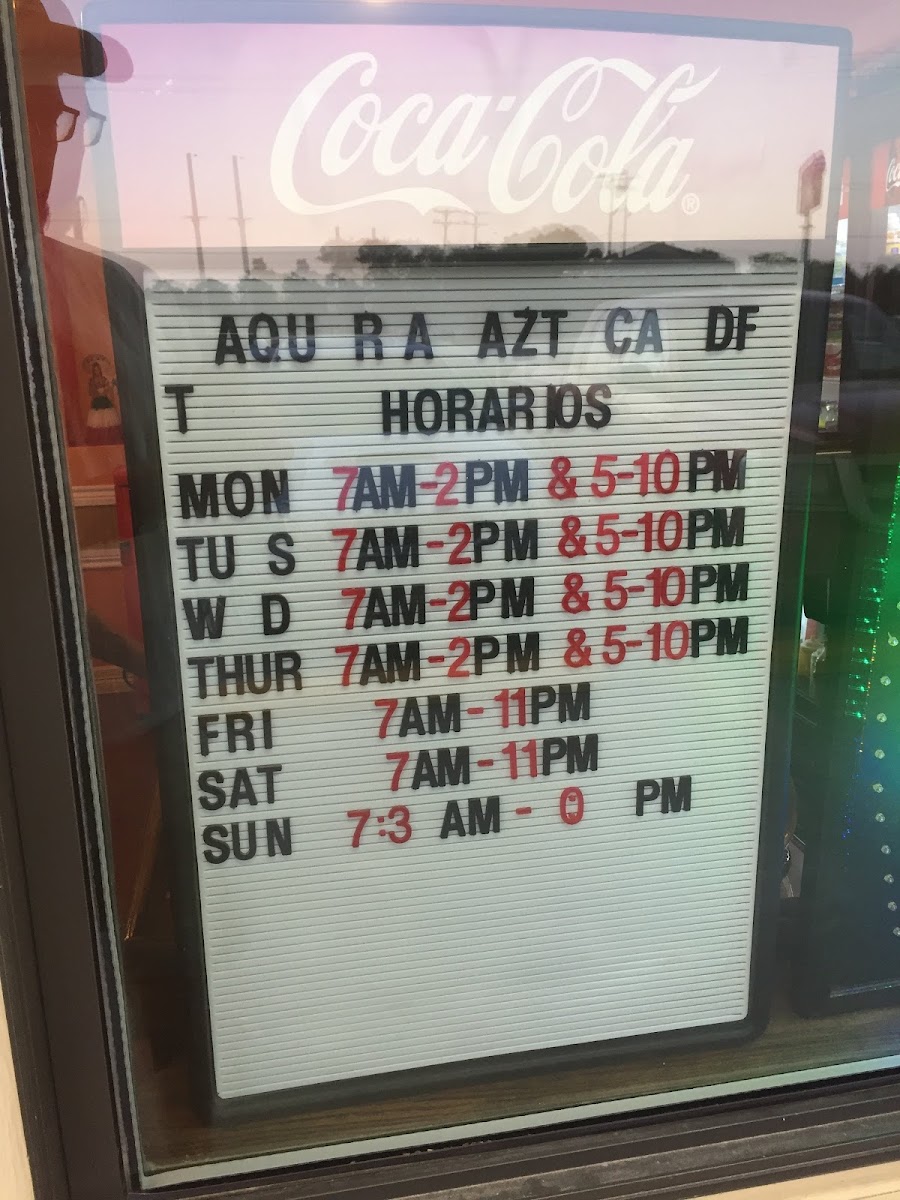 Coca-Cola®
AQU RA AZT CA DF
T HORARIOS
MON 7AM-2PM & 5-10PM
TU S 7AM-2PM & 5-10PM
W D 7AM-2PM & 5-10PM
THUR 7AM-2PM & 5-10PM
FRI 7AM-11PM
SAT 7AM-11PM
SUN 7:3 AM- 0 PM